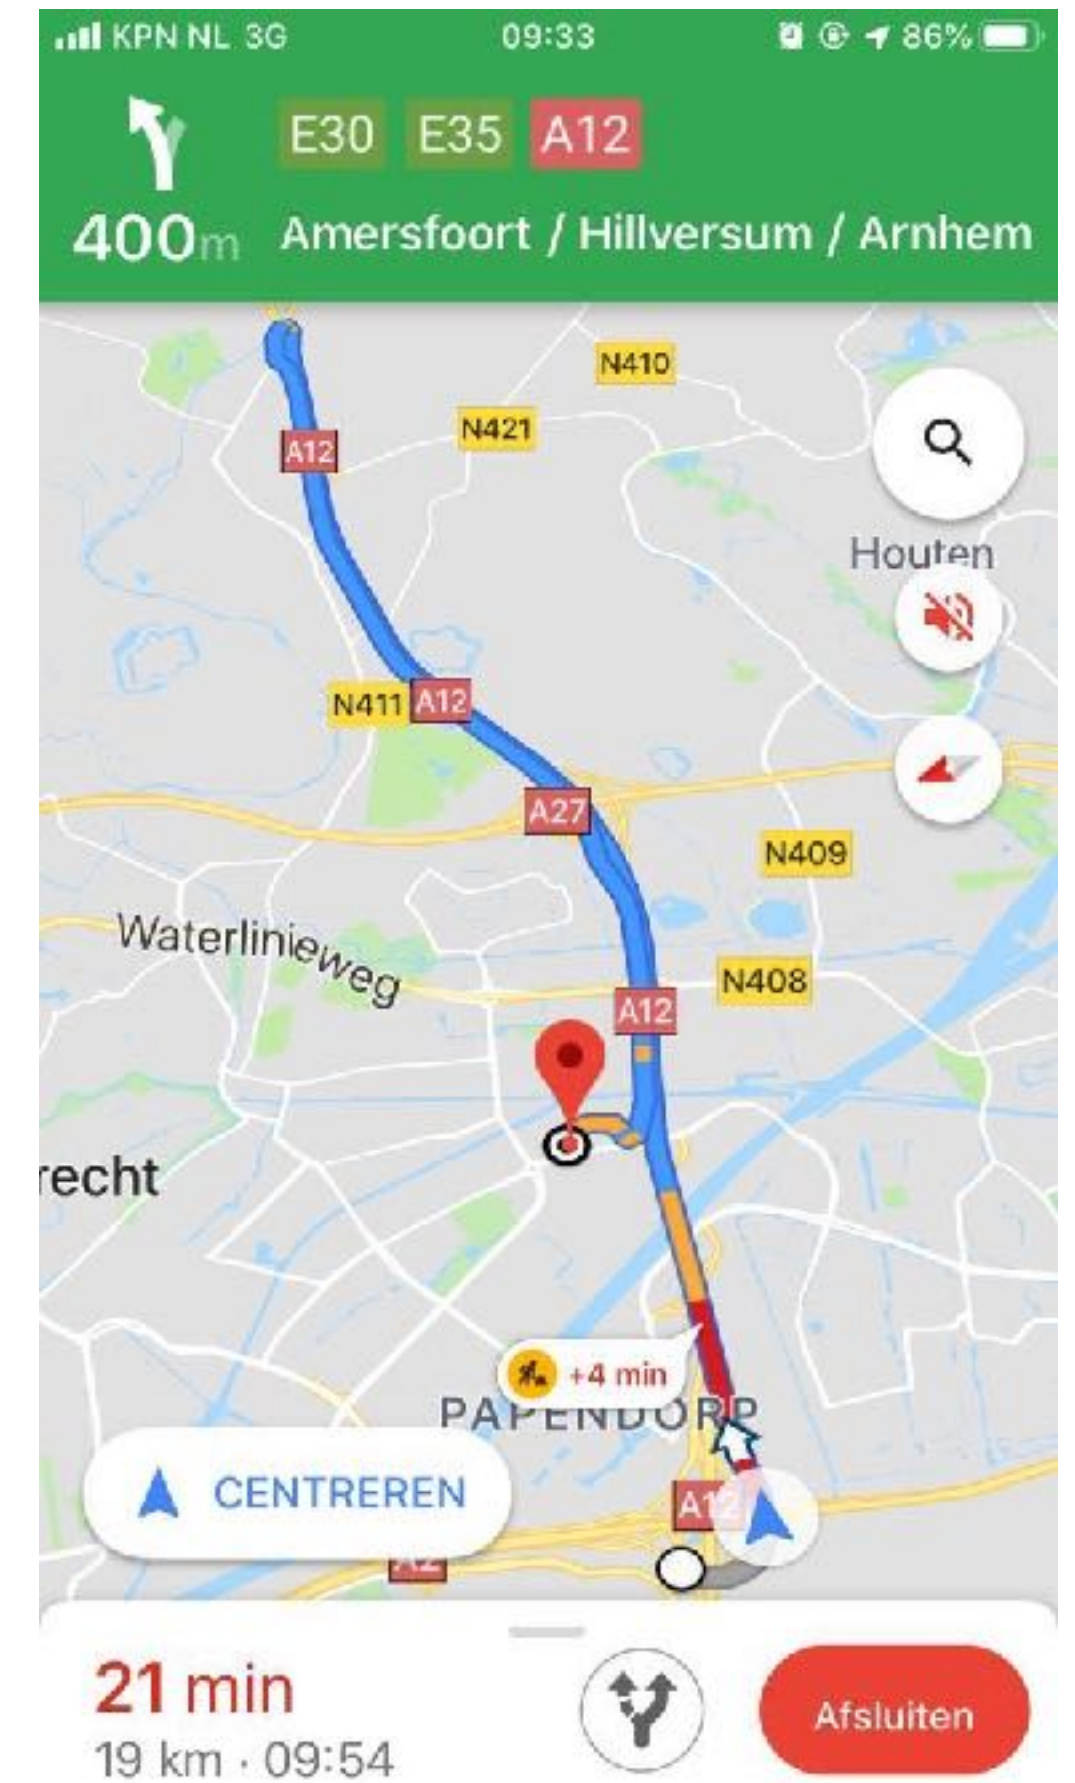 KPN NL 3G 09:33 86%
E30 E35 A12
400m Amersfoort / Hillversum / Arnhem
N410
N421
A12
Houten
N411 A12
A27
N409
Waterlinieweg
N408
A12
recht
+4 min
PAPENDORP
CENTREREN
A12
A2
21 min
Afsluiten
19 km · 09:54